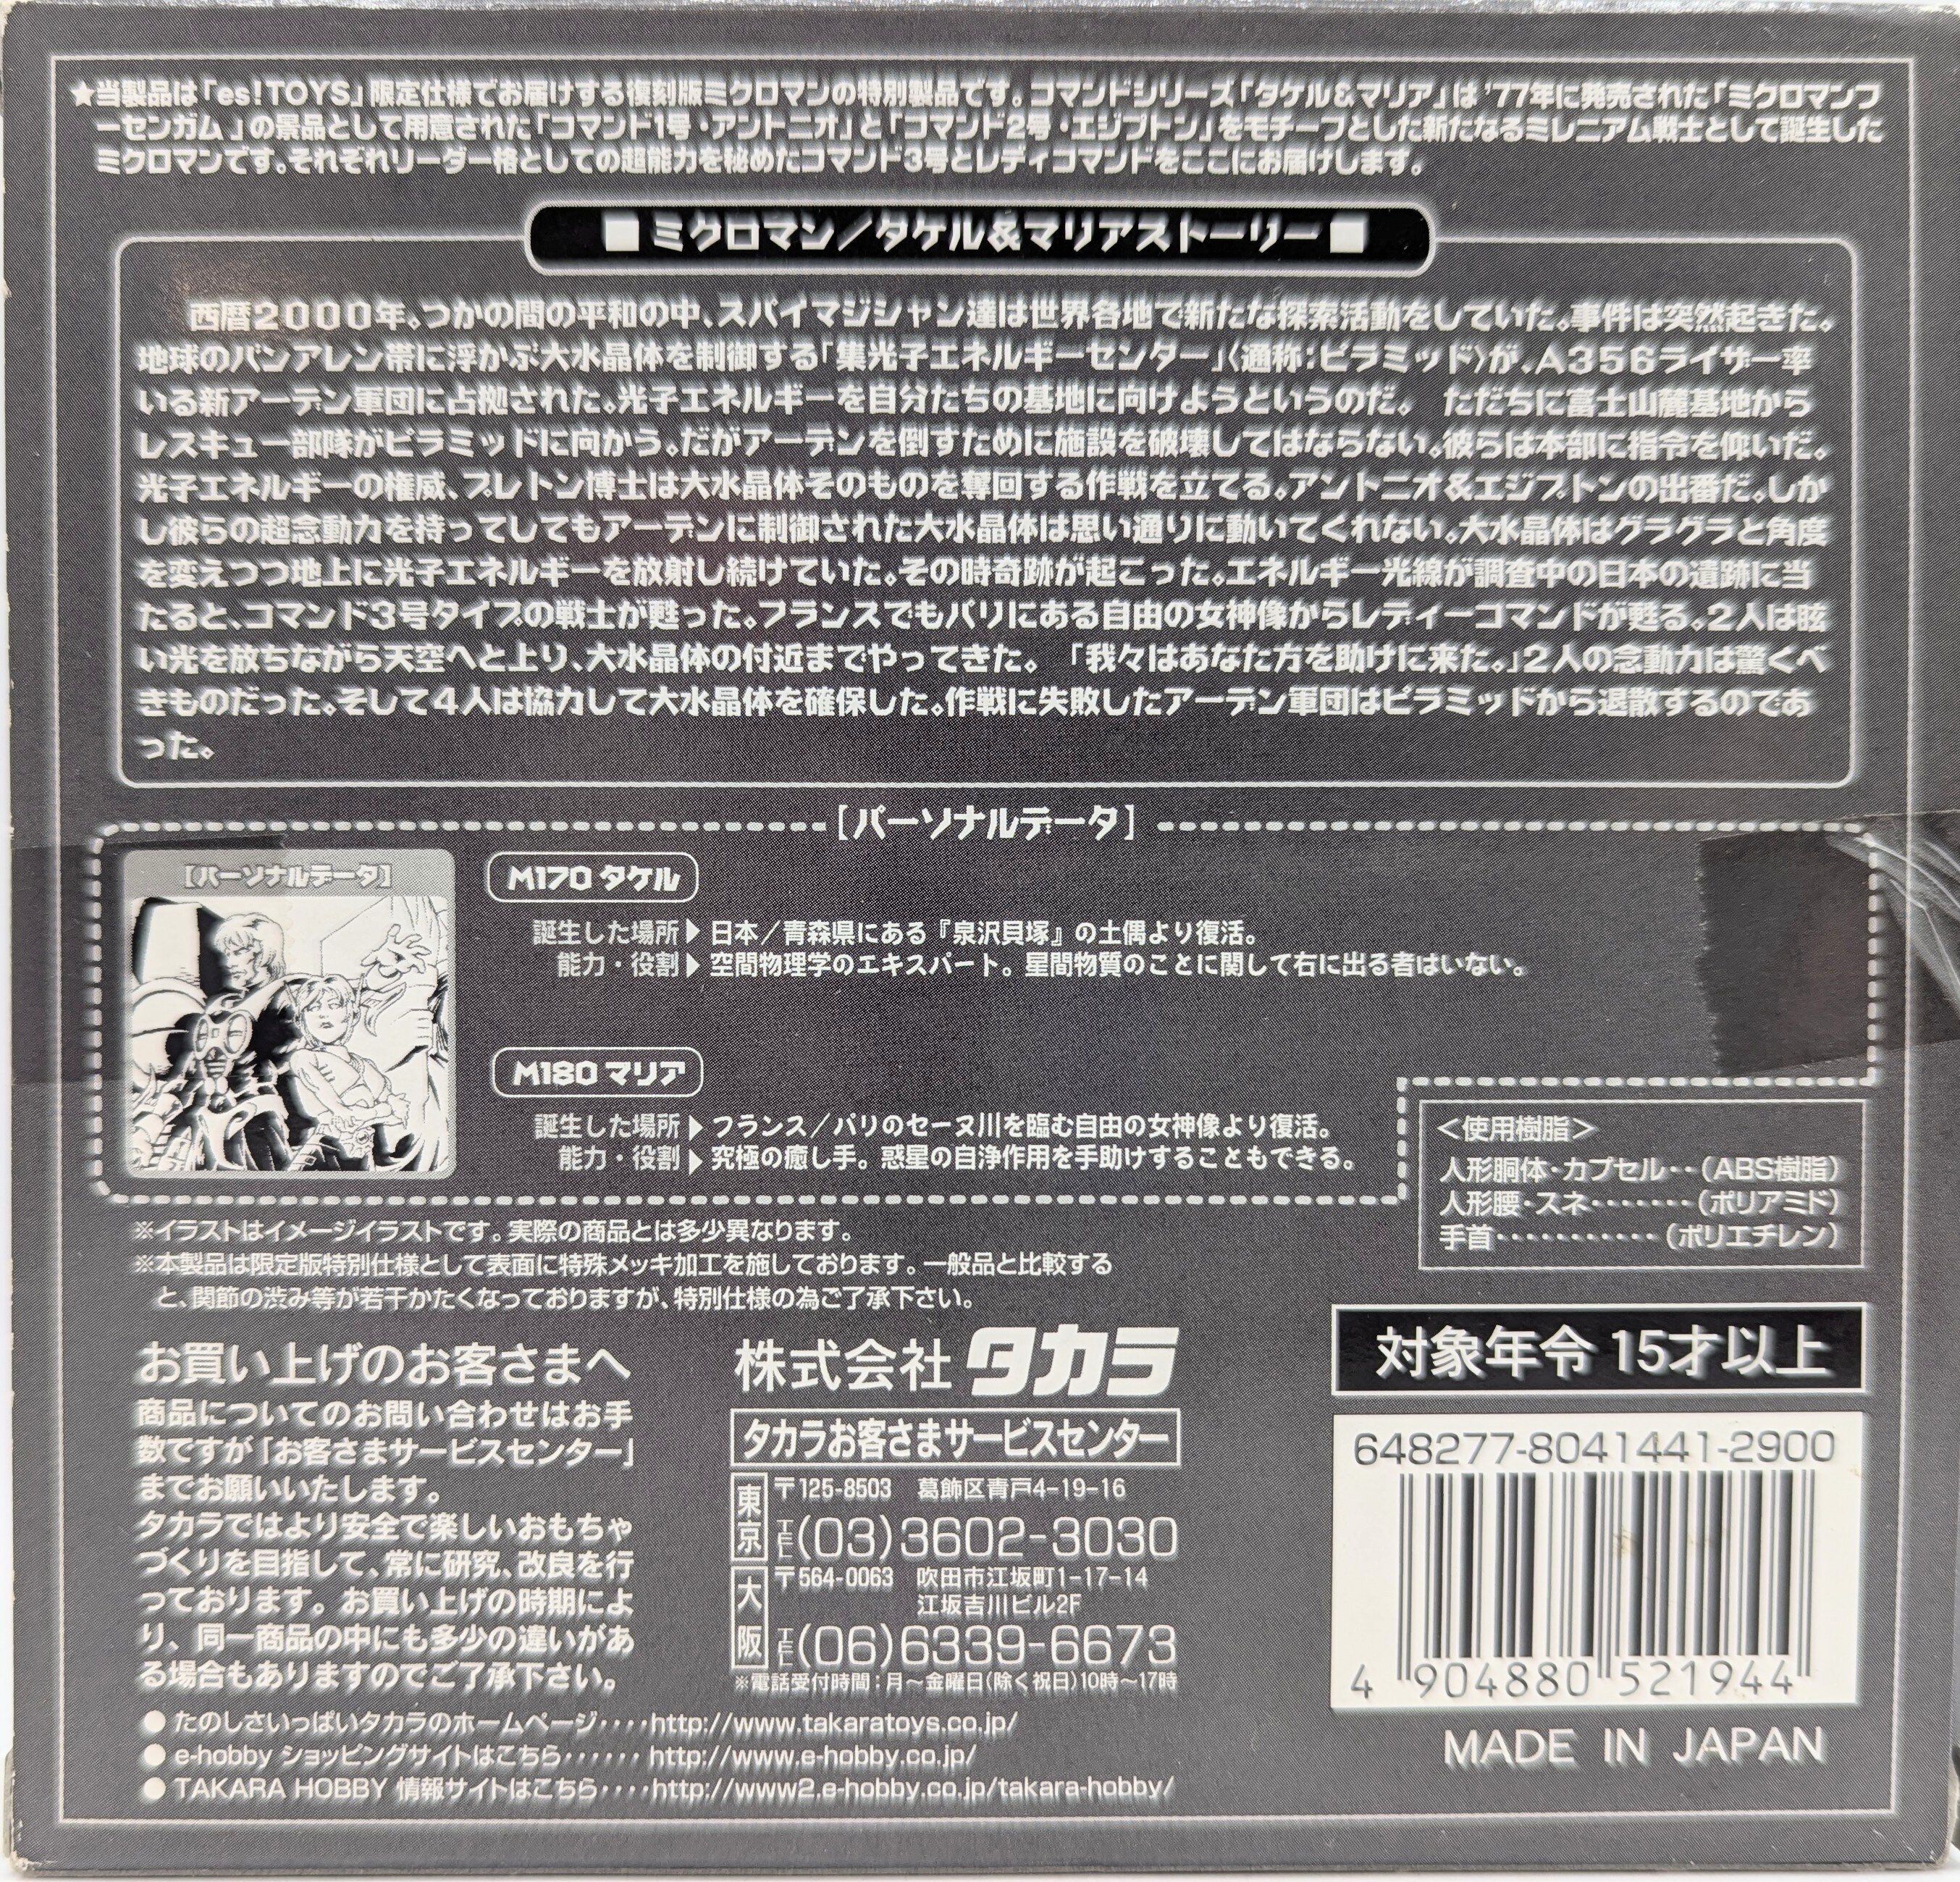 ★当製品は「es!TOYS」限定仕様でお届けする復刻版ミクロマンの特別製品です。コマンドシリーズ「タケル&マリア」は'77年に発売された「ミクロマンフ
ーセンガム」の景品として用意された「コマンド1号・アントニオ」と「コマンド2号・エジプトン」をモチーフとした新たなるミレニアム戦士として誕生した
ミクロマンです。それぞれリーダー格としての超能力を秘めたコマンド3号とレディコマンドをここにお届けします。
■ミクロマン/タケル&マリアストーリー■
西暦2000年。つかの間の平和の中、スパイマジシャン達は世界各地で新たな探索活動をしていた。事件は突然起きた。
地球のバンアレン帯に浮かぶ大水晶体を制御する「集光子エネルギーセンター」〈通称:ピラミッド〉が、A356ライザー率
いる新アーデン軍団に占拠された。光子エネルギーを自分たちの基地に向けようというのだ。 ただちに富士山麓基地から
レスキュー部隊がピラミッドに向かう。だがアーデンを倒すために施設を破壊してはならない。彼らは本部に指令を仰いだ。
光子エネルギーの権威、プレトン博士は大水晶体そのものを奪回する作戦を立てる。アントニオ&エジプトンの出番だ。しか
し彼らの超念動力を持ってしてもアーデンに制御された大水晶体は思い通りに動いてくれない。大水晶体はグラグラと角度
を変えつつ地上に光子エネルギーを放射し続けていた。その時奇跡が起こった。エネルギー光線が調査中の日本の遺跡に当
たると、コマンド3号タイプの戦士が甦った。フランスでもパリにある自由の女神像からレディーコマンドが甦る。2人は眩
い光を放ちながら天空へと上り、大水晶体の付近までやってきた。 「我々はあなた方を助けに来た。」2人の念動力は驚くべ
きものだった。そして4人は協力して大水晶体を確保した。作戦に失敗したアーデン軍団はピラミッドから退散するのであ
った。
[パーソナルデータ]
[パーソナルデータ]
M170 タケル
誕生した場所▶日本/青森県にある『泉沢貝塚』の土偶より復活。
能力・役割▶空間物理学のエキスパート。星間物質のことに関して右に出る者はいない。
M180 マリア
誕生した場所▶フランス/パリのセーヌ川を臨む自由の女神像より復活。
能力・役割▶究極の癒し手。惑星の自浄作用を手助けすることもできる。
<使用樹脂>
人形胴体・カプセル‥(ABS樹脂)
人形腰・スネ‥‥‥‥(ポリアミド)
手首‥‥‥‥‥‥(ポリエチレン)
※イラストはイメージイラストです。実際の商品とは多少異なります。
※本製品は限定版特別仕様として表面に特殊メッキ加工を施しております。一般品と比較する
と、関節の渋み等が若干かたくなっておりますが、特別仕様の為ご了承下さい。
お買い上げのお客さまへ
商品についてのお問い合わせはお手
数ですが「お客さまサービスセンター」
までお願いいたします。
タカラではより安全で楽しいおもちゃ
づくりを目指して、常に研究、改良を行
っております。お買い上げの時期によ
り、同一商品の中にも多少の違いがあ
る場合もありますのでご了承下さい。
株式会社タカラ
タカラお客さまサービスセンター
東京 〒125-8503 葛飾区青戸4-19-16
TEL(03)3602-3030
大阪 〒564-0063 吹田市江坂町1-17-14
江坂吉川ビル2F
TEL(06)6339-6673
※電話受付時間:月〜金曜日(除く祝日)10時〜17時
対象年令 15才以上
648277-8041441-2900
4 904880 521944
MADE IN JAPAN
●たのしさいっぱいタカラのホームページ‥‥http://www.takaratoys.co.jp/
●e-hobby ショッピングサイトはこちら‥‥‥http://www.e-hobby.co.jp/
●TAKARA HOBBY 情報サイトはこちら‥‥http://www2.e-hobby.co.jp/takara-hobby/